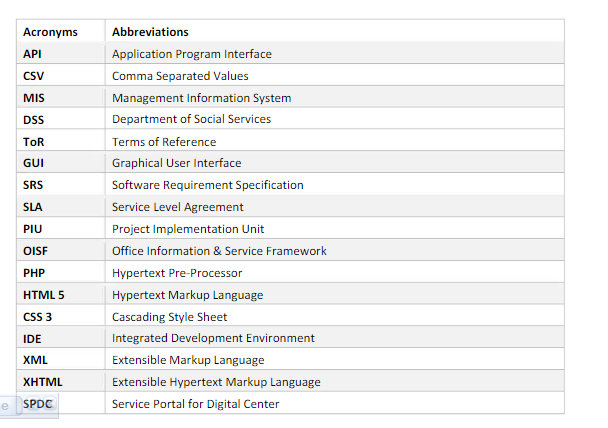 Acronyms Abbreviations
API Application Program Interface
CSV Comma Separated Values
MIS Management Information System
DSS Department of Social Services
ToR Terms of Reference
GUI Graphical User Interface
SRS Software Requirement Specification
SLA Service Level Agreement
PIU Project Implementation Unit
OISF Office Information & Service Framework
PHP Hypertext Pre-Processor
HTML 5 Hypertext Markup Language
CSS 3 Cascading Style Sheet
IDE Integrated Development Environment
XML Extensible Markup Language
XHTML Extensible Hypertext Markup Language
SPDC Service Portal for Digital Center